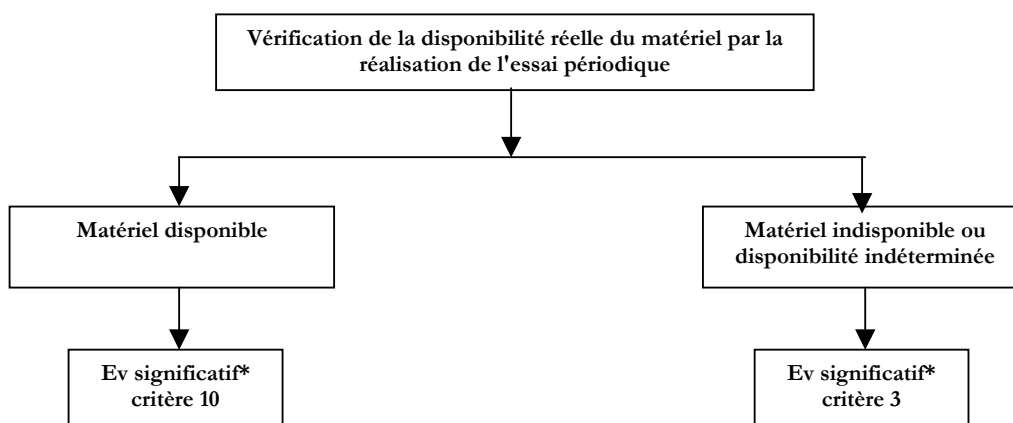 Vérification de la disponibilité réelle du matériel par la
réalisation de l'essai périodique
Matériel disponible
Matériel indisponible ou
disponibilité indéterminée
Ev significatif*
critère 10
Ev significatif*
critère 3